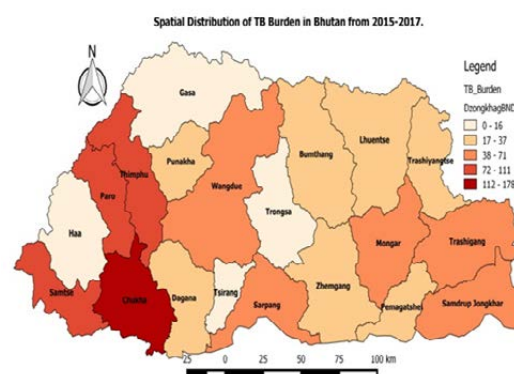 Spatial Distribution of TB Burden in Bhutan from 2015-2017.
N
Legend
TB_Burden
DzongkhagBND
0 - 16
17 - 37
38 - 71
72 - 111
112 - 178
Gasa
Punakha
Thimphu
Paro
Haa
Wangdue
Bumthang
Lhuentse
Trashiyangtse
Trongsa
Mongar
Trashigang
Samtse
Chukha
Dagana
Tsirang
Sarpang
Zhemgang
Pemagatshel
Samdrup Jongkhar
25 0 25 50 75 100 km